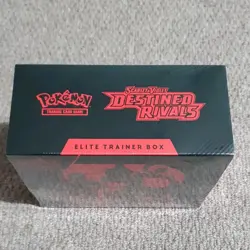 Pokémon
TRADING CARD GAME
SCARLET & VIOLET
DESTINED
RIVALS
ELITE TRAINER BOX